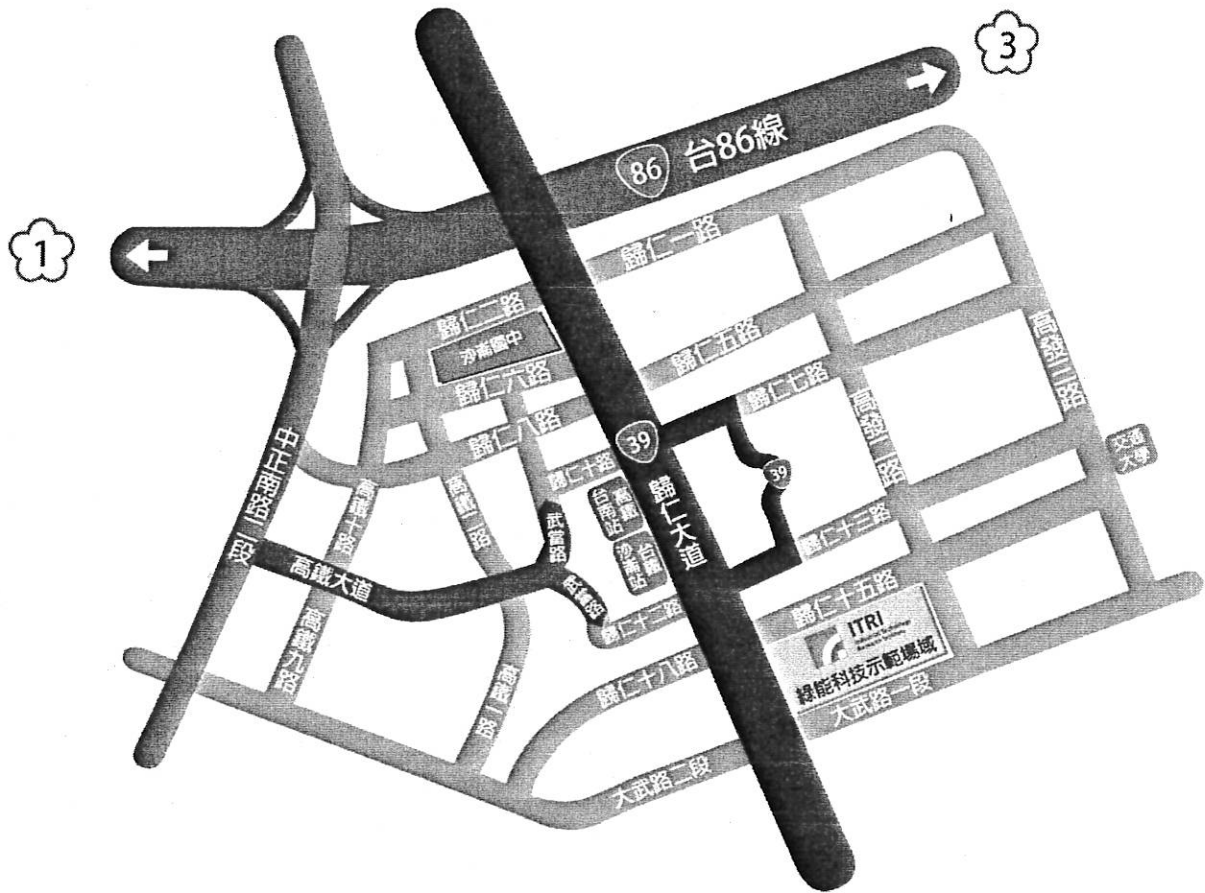 3
86 台86線
1
歸仁一路
歸仁二路
沙崙國中
歸仁五路
歸仁六路
歸仁七路
高發三路
歸仁八路
高發二路
39
中正南路二段
歸仁十路
交通
大學
39
高鐵十路
高鐵二路
高鐵
台南站
歸仁大道
武當路
歸仁十三路
台鐵
沙崙站
高鐵大道
歸仁十二路
歸仁十五路
ITRI
Industrial Technology
Research Institute
綠能科技示範場域
高鐵九路
歸仁十八路
高鐵一路
大武路一段
大武路二段